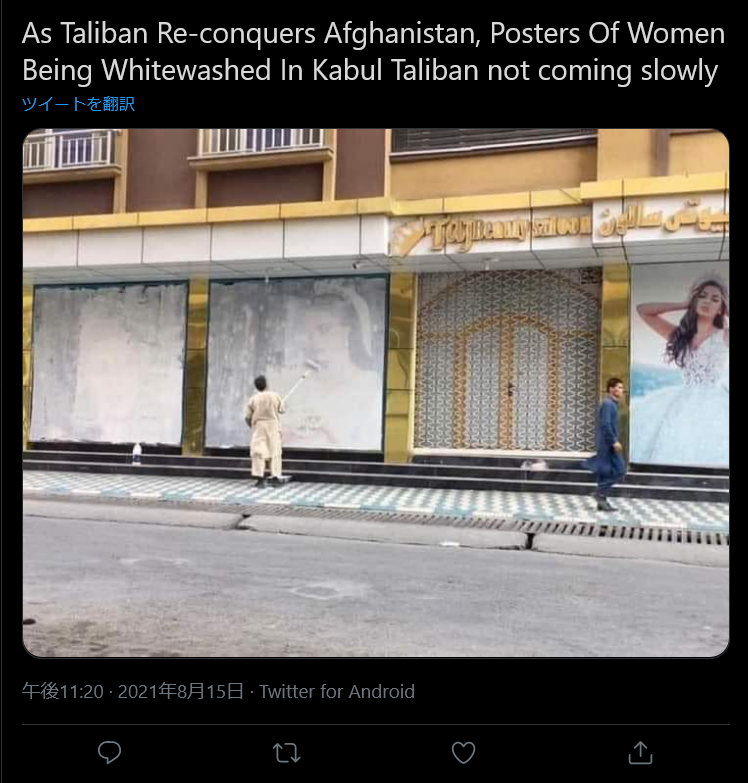 As Taliban Re-conquers Afghanistan, Posters Of Women
Being Whitewashed In Kabul Taliban not coming slowly
ツイートを翻訳
Taj Beauty saloon بیوتی سالون
午後11:20 · 2021年8月15日 · Twitter for Android